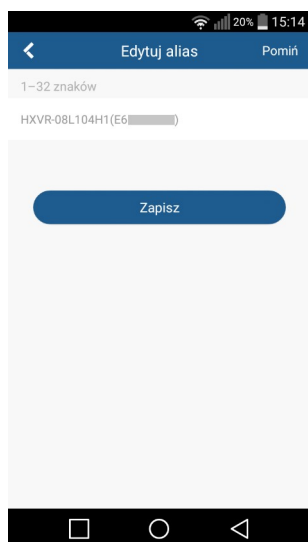 20% 15:14
Edytuj alias Pomiń
1–32 znaków
HXVR-08L104H1(E6 )
Zapisz